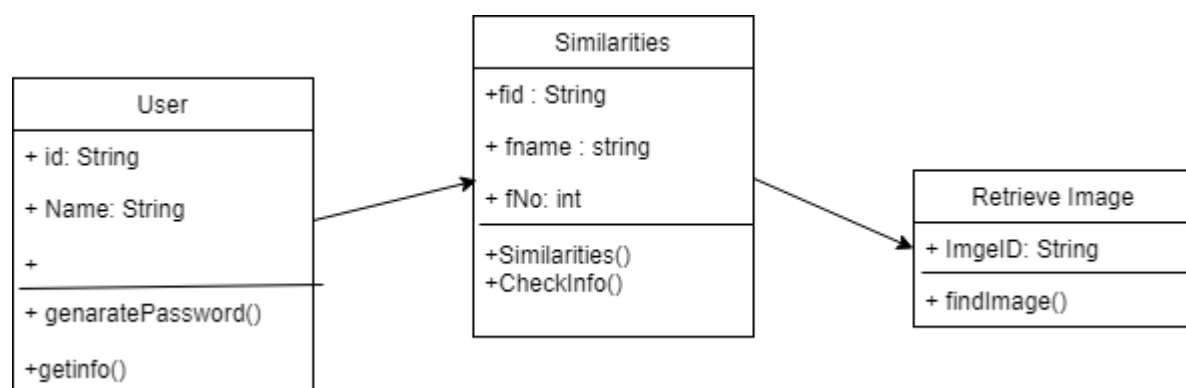 User
+ id: String
+ Name: String
+
+ genaratePassword()
+getinfo()
Similarities
+fid : String
+ fname : string
+ fNo: int
+Similarities()
+CheckInfo()
Retrieve Image
+ ImgeID: String
+ findImage()